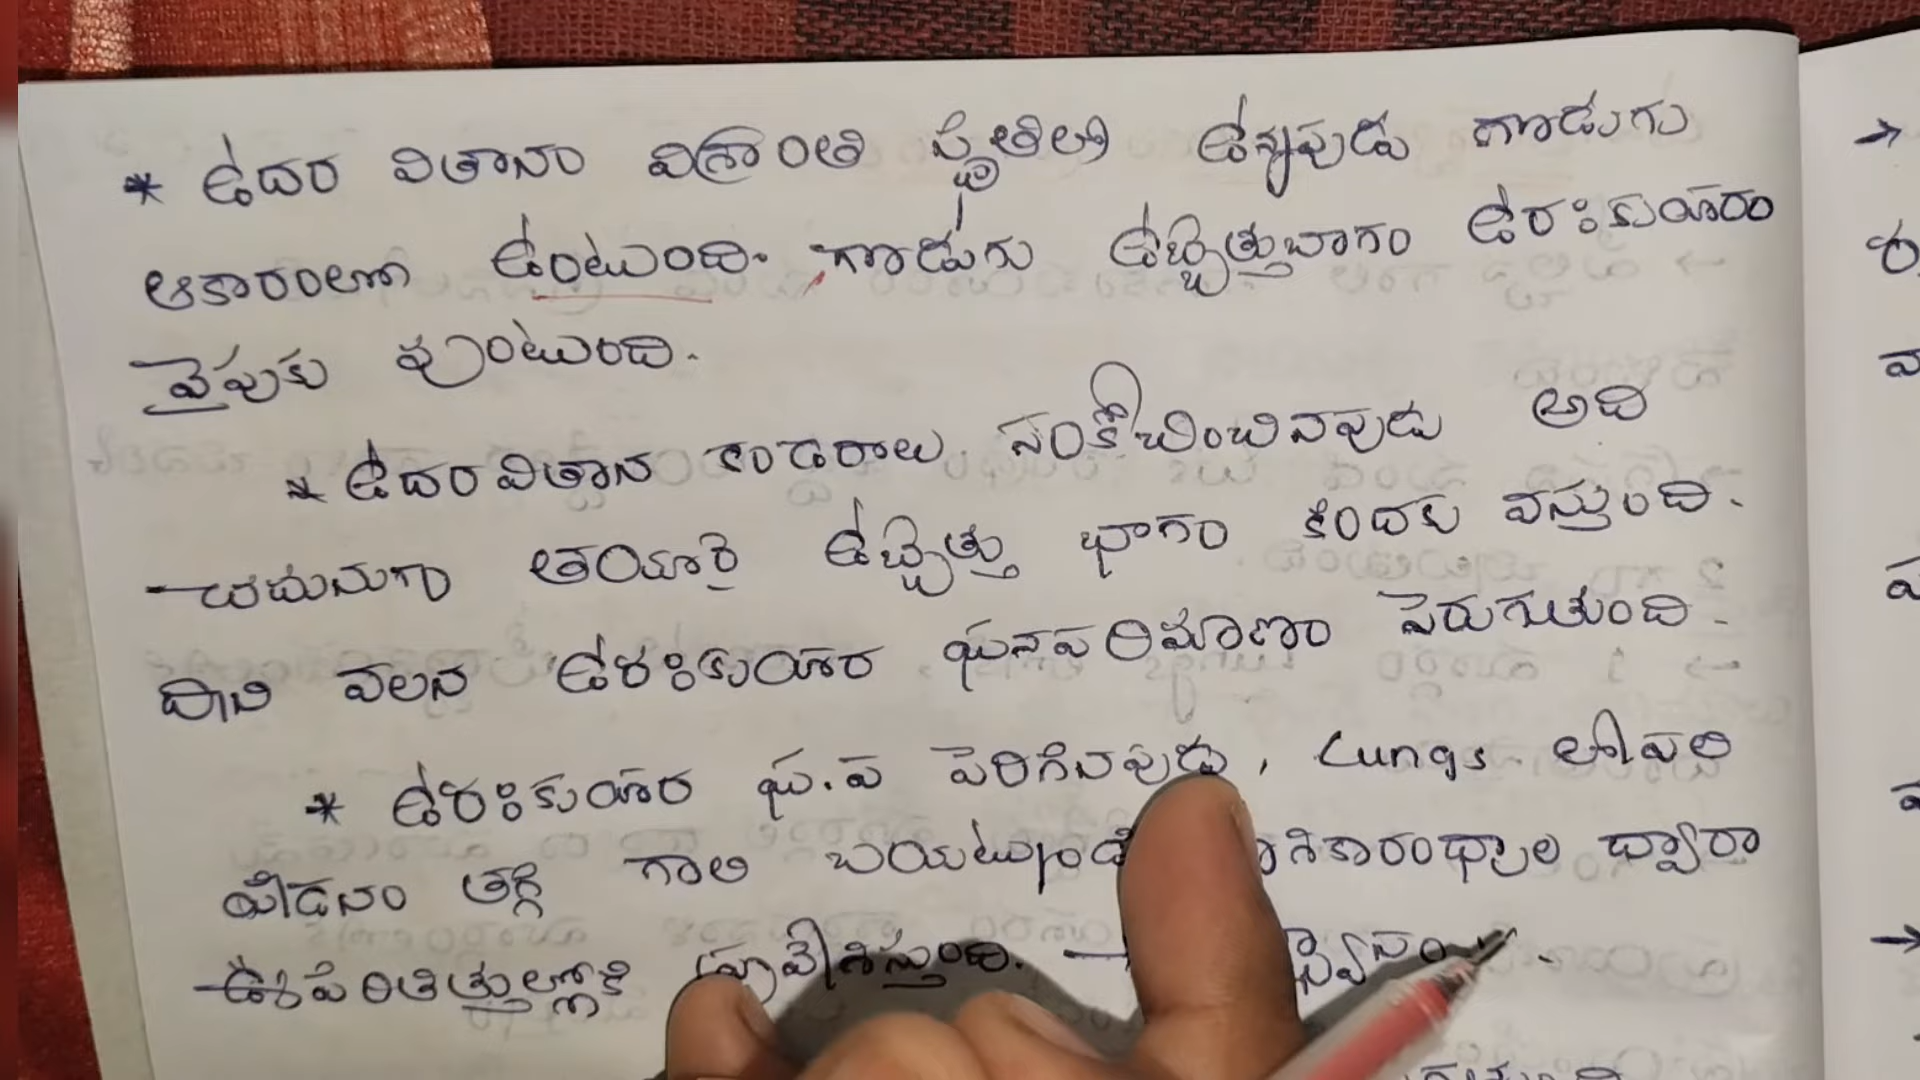 * ఉదర వితానం విశ్రాంతి స్థితిలో ఉన్నపుడు గొడుగు
ఆకారంలో ఉంటుంది. గొడుగు ఉబ్బెత్తుబాగం ఉరఃకుహరం
వైపుకు వుంటుంది.
* ఉదరవితాన కండరాలు సంకోచించినపుడు అది
చదునుగా తయారై ఉబ్బెత్తు భాగం కిందకు వస్తుంది.
దాని వలన ఉరఃకుహర ఘనపరిమాణం పెరుగుతుంది.
* ఉరఃకుహర ఘ.ప పెరిగినపుడు, Lungs లోపలి
పీడనం తగ్గి గాలి ద్వారా
ఊపిరితిత్తుల్లోకి ప్రవేశిస్తుంది. →